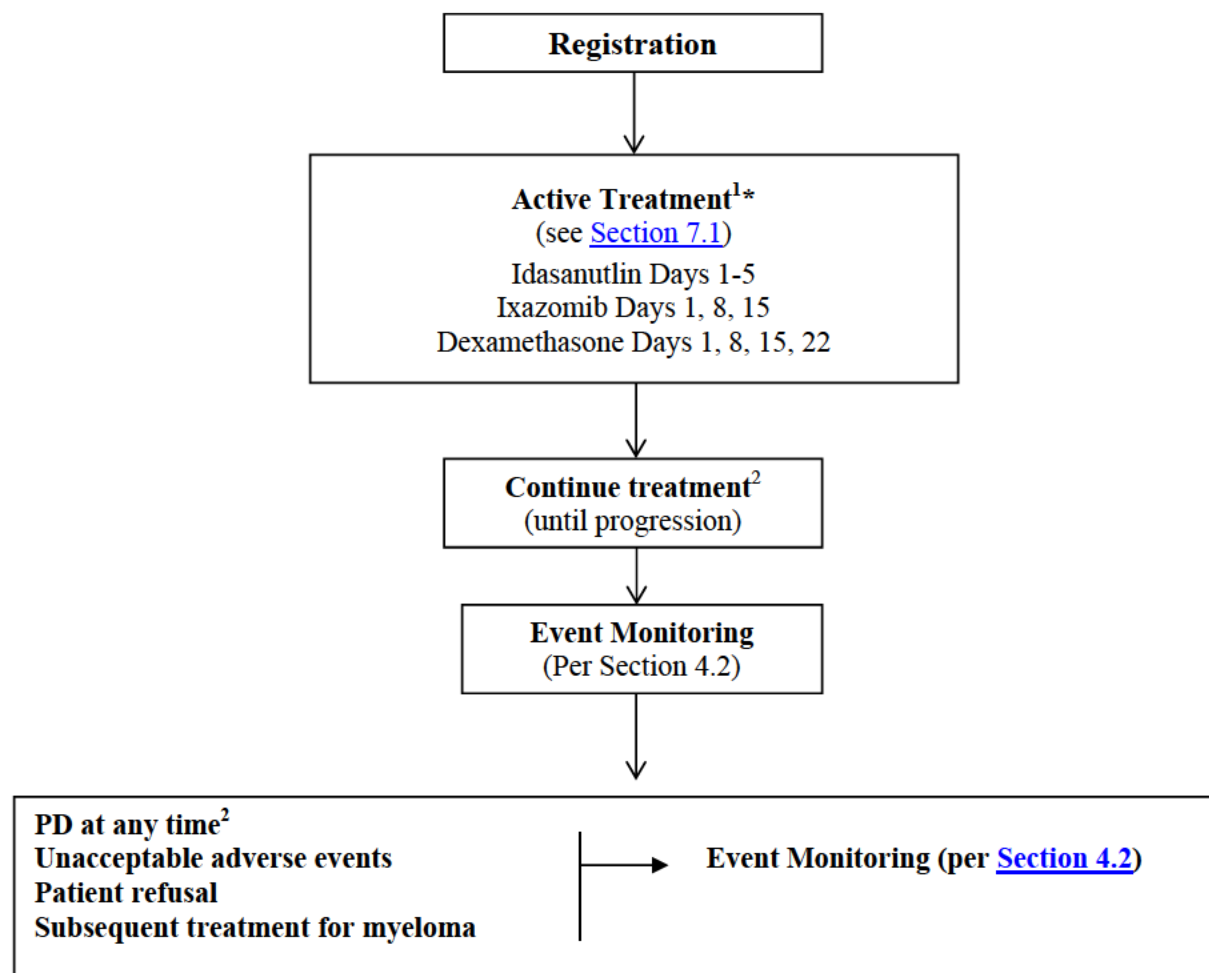 Registration
Active Treatment¹*
(see Section 7.1)
Idasanutlin Days 1-5
Ixazomib Days 1, 8, 15
Dexamethasone Days 1, 8, 15, 22
Continue treatment²
(until progression)
Event Monitoring
(Per Section 4.2)
PD at any time²
Unacceptable adverse events
Patient refusal
Subsequent treatment for myeloma
Event Monitoring (per Section 4.2)